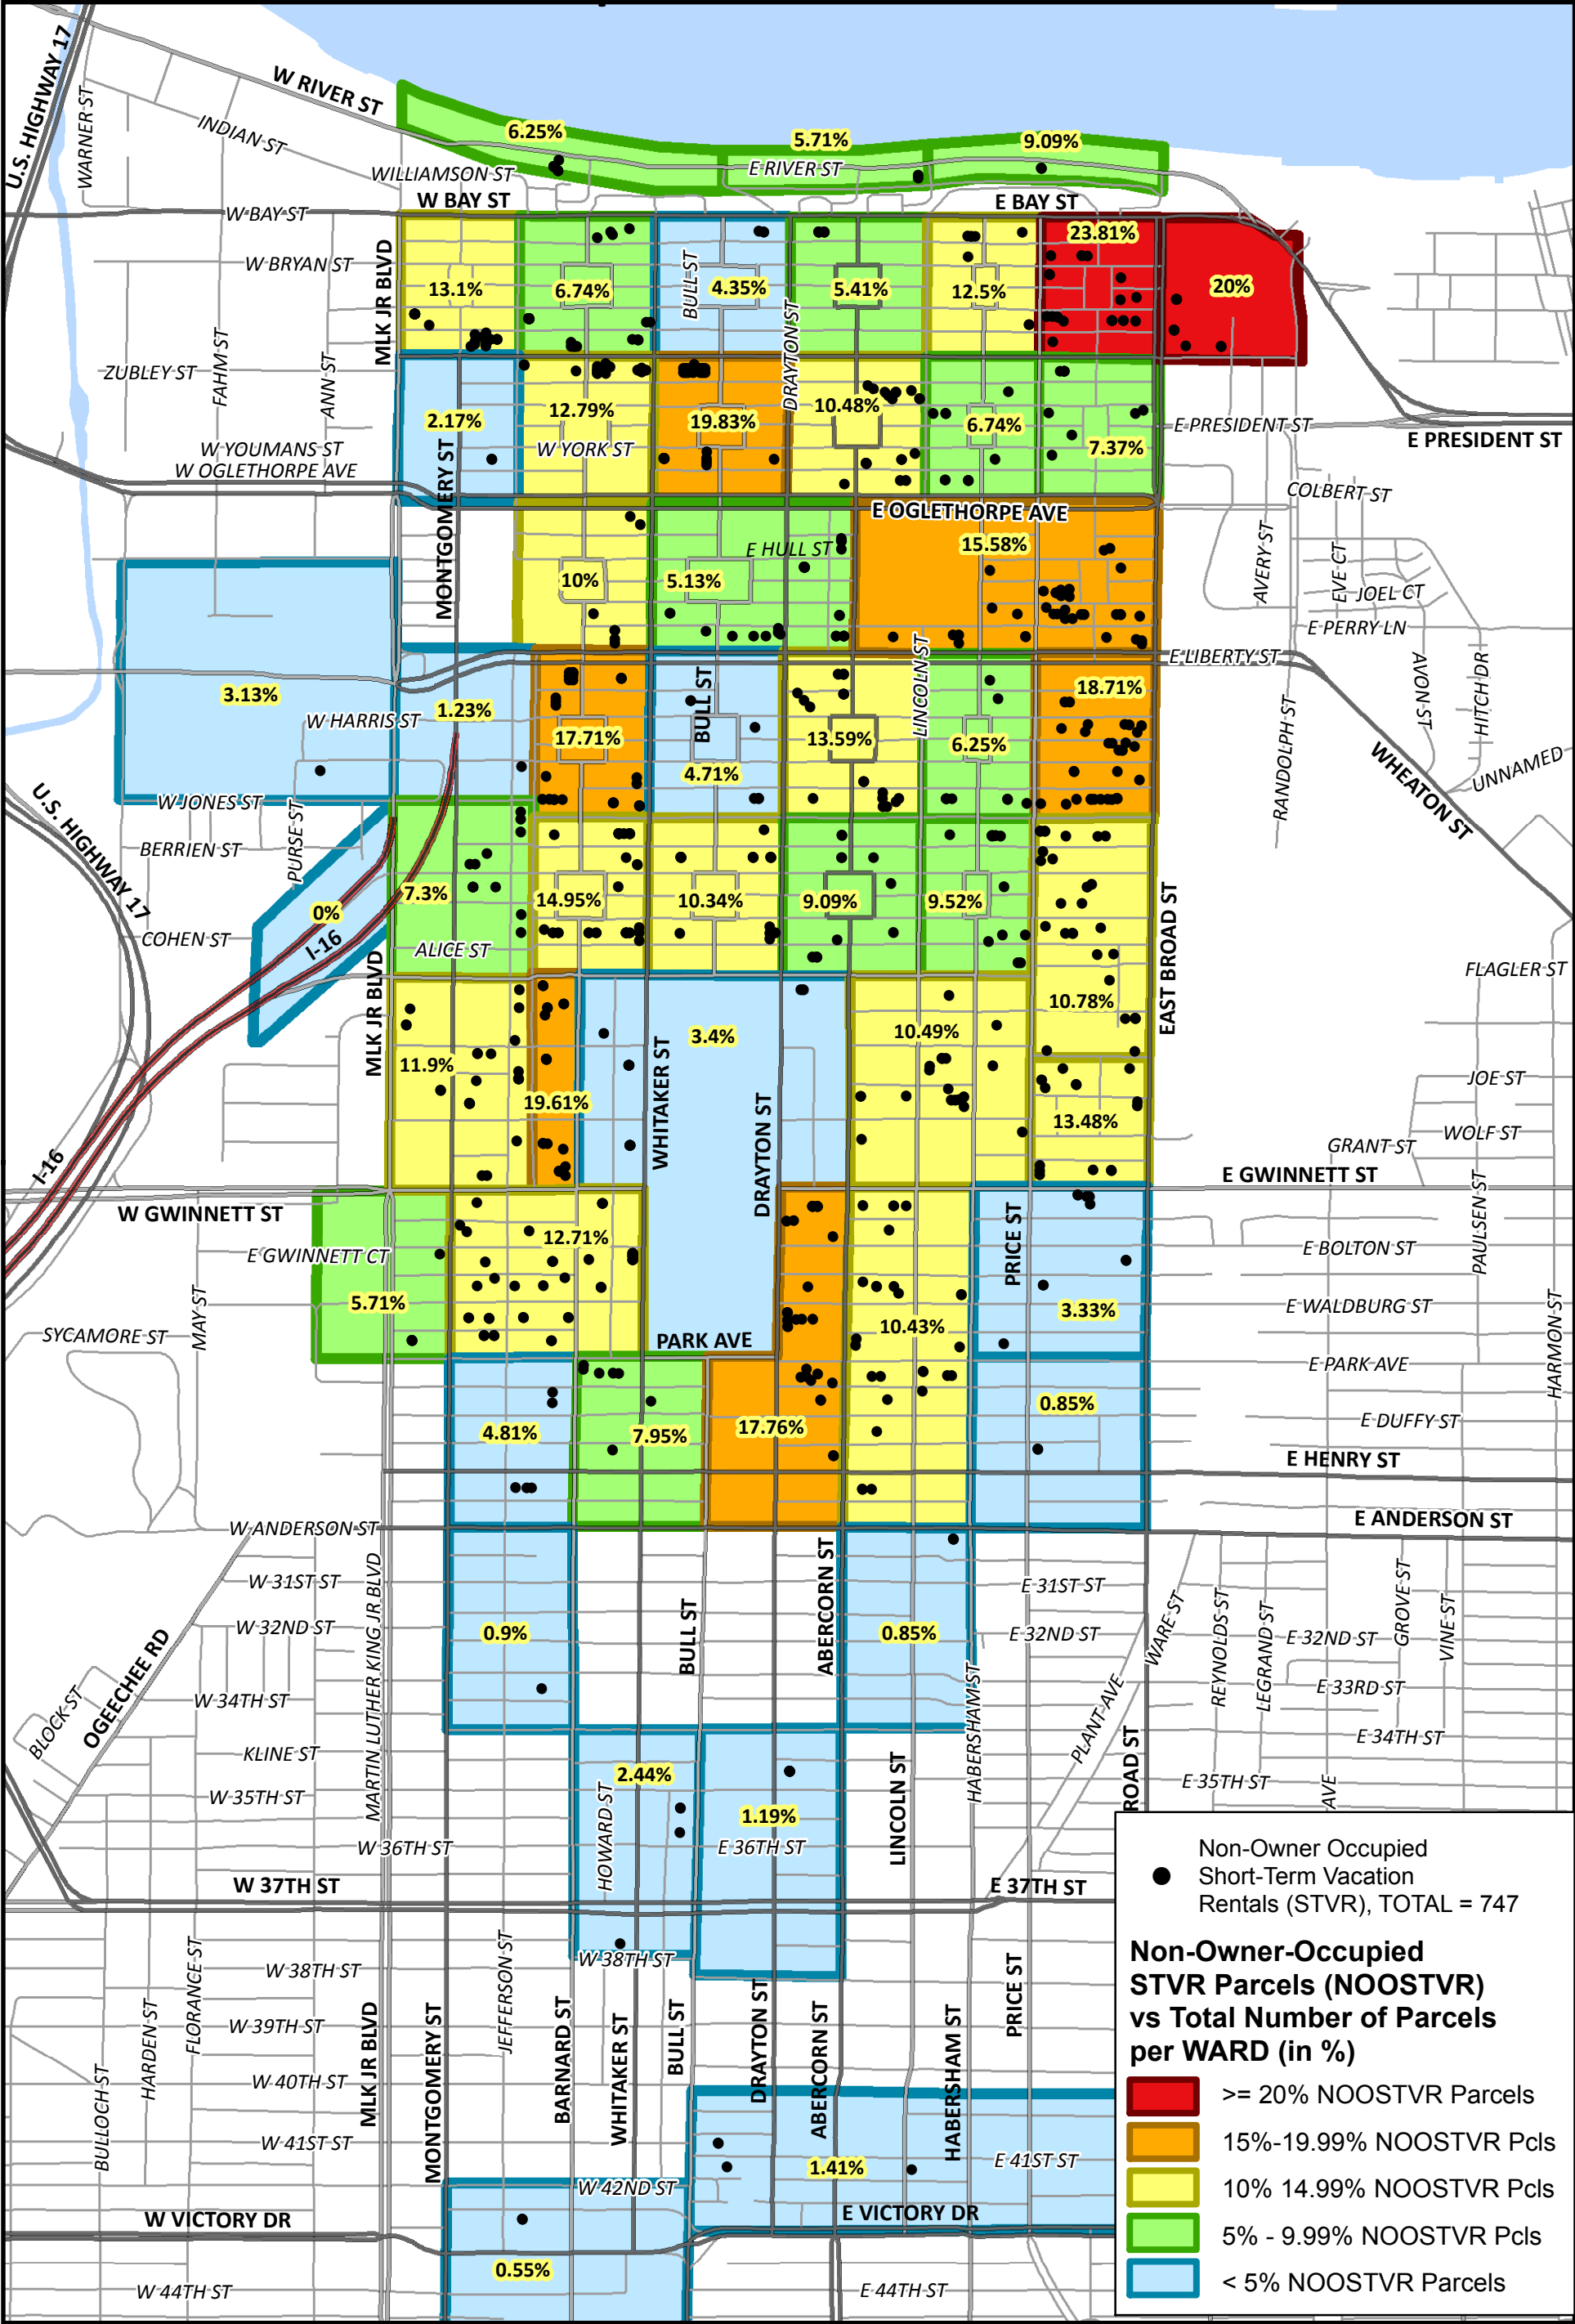 U.S. HIGHWAY 17
WARNER ST
W RIVER ST
INDIAN ST
6.25%
5.71%
9.09%
E RIVER ST
WILLIAMSON ST
W BAY ST
W BAY ST
E BAY ST
W BRYAN ST
MLK JR BLVD
13.1%
6.74%
BULL ST
4.35%
DRAYTON ST
5.41%
12.5%
23.81%
20%
ZUBLEY ST
FAHM ST
ANN ST
2.17%
12.79%
19.83%
10.48%
6.74%
7.37%
E PRESIDENT ST
E PRESIDENT ST
W YOUMANS ST
W OGLETHORPE AVE
MONTGOMERY ST
W YORK ST
E OGLETHORPE AVE
COLBERT ST
10%
5.13%
E HULL ST
15.58%
AVERY ST
EVE CT
JOEL CT
E PERRY LN
E LIBERTY ST
3.13%
W HARRIS ST
1.23%
17.71%
BULL ST
4.71%
13.59%
LINCOLN ST
6.25%
18.71%
RANDOLPH ST
AVON ST
HITCH DR
WHEATON ST
UNNAMED
U.S. HIGHWAY 17
W JONES ST
BERRIEN ST
PURSE ST
COHEN ST
0%
I-16
7.3%
ALICE ST
14.95%
10.34%
9.09%
9.52%
10.78%
EAST BROAD ST
FLAGLER ST
MLK JR BLVD
11.9%
19.61%
WHITAKER ST
3.4%
DRAYTON ST
10.49%
13.48%
JOE ST
WOLF ST
GRANT ST
I-16
W GWINNETT ST
E GWINNETT ST
E GWINNETT CT
5.71%
12.71%
PARK AVE
10.43%
PRICE ST
3.33%
E BOLTON ST
PAULSEN ST
E WALDBURG ST
HARMON ST
SYCAMORE ST
MAY ST
E PARK AVE
4.81%
7.95%
17.76%
0.85%
E DUFFY ST
E HENRY ST
W ANDERSON ST
E ANDERSON ST
W 31ST ST
W 32ND ST
MARTIN LUTHER KING JR BLVD
0.9%
BULL ST
ABERCORN ST
0.85%
E 31ST ST
E 32ND ST
WARE ST
REYNOLDS ST
LEGRAND ST
E 32ND ST
GROVE ST
VINE ST
E 33RD ST
E 34TH ST
BLOCK ST
OGEECHEE RD
W 34TH ST
KLINE ST
W 35TH ST
W 36TH ST
HOWARD ST
2.44%
1.19%
E 36TH ST
LINCOLN ST
HABERSHAM ST
PLANT AVE
ROAD ST
E 35TH ST
AVE
W 37TH ST
E 37TH ST
W 38TH ST
W 38TH ST
W 39TH ST
W 40TH ST
W 41ST ST
BULLOCH ST
HARDEN ST
FLORANCE ST
MLK JR BLVD
MONTGOMERY ST
JEFFERSON ST
BARNARD ST
WHITAKER ST
BULL ST
DRAYTON ST
ABERCORN ST
HABERSHAM ST
PRICE ST
1.41%
E 41ST ST
W 42ND ST
W VICTORY DR
E VICTORY DR
0.55%
W 44TH ST
E 44TH ST
Non-Owner Occupied
Short-Term Vacation
Rentals (STVR), TOTAL = 747
Non-Owner-Occupied
STVR Parcels (NOOSTVR)
vs Total Number of Parcels
per WARD (in %)
>= 20% NOOSTVR Parcels
15%-19.99% NOOSTVR Pcls
10% 14.99% NOOSTVR Pcls
5% - 9.99% NOOSTVR Pcls
< 5% NOOSTVR Parcels